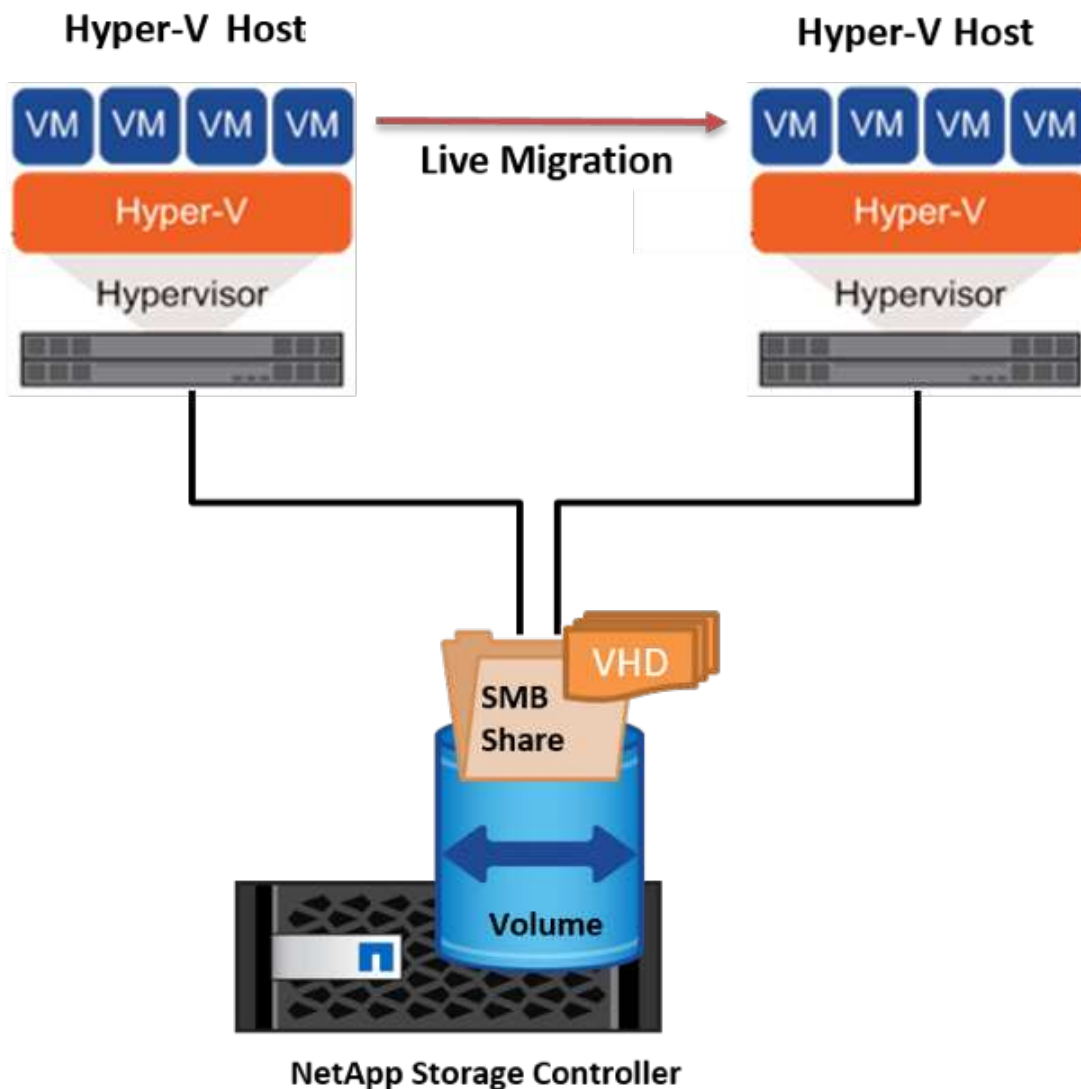 Hyper-V Host
Hyper-V Host
VM VM VM VM
Live Migration
VM VM VM VM
Hyper-V
Hyper-V
Hypervisor
Hypervisor
VHD
SMB
Share
Volume
NetApp Storage Controller